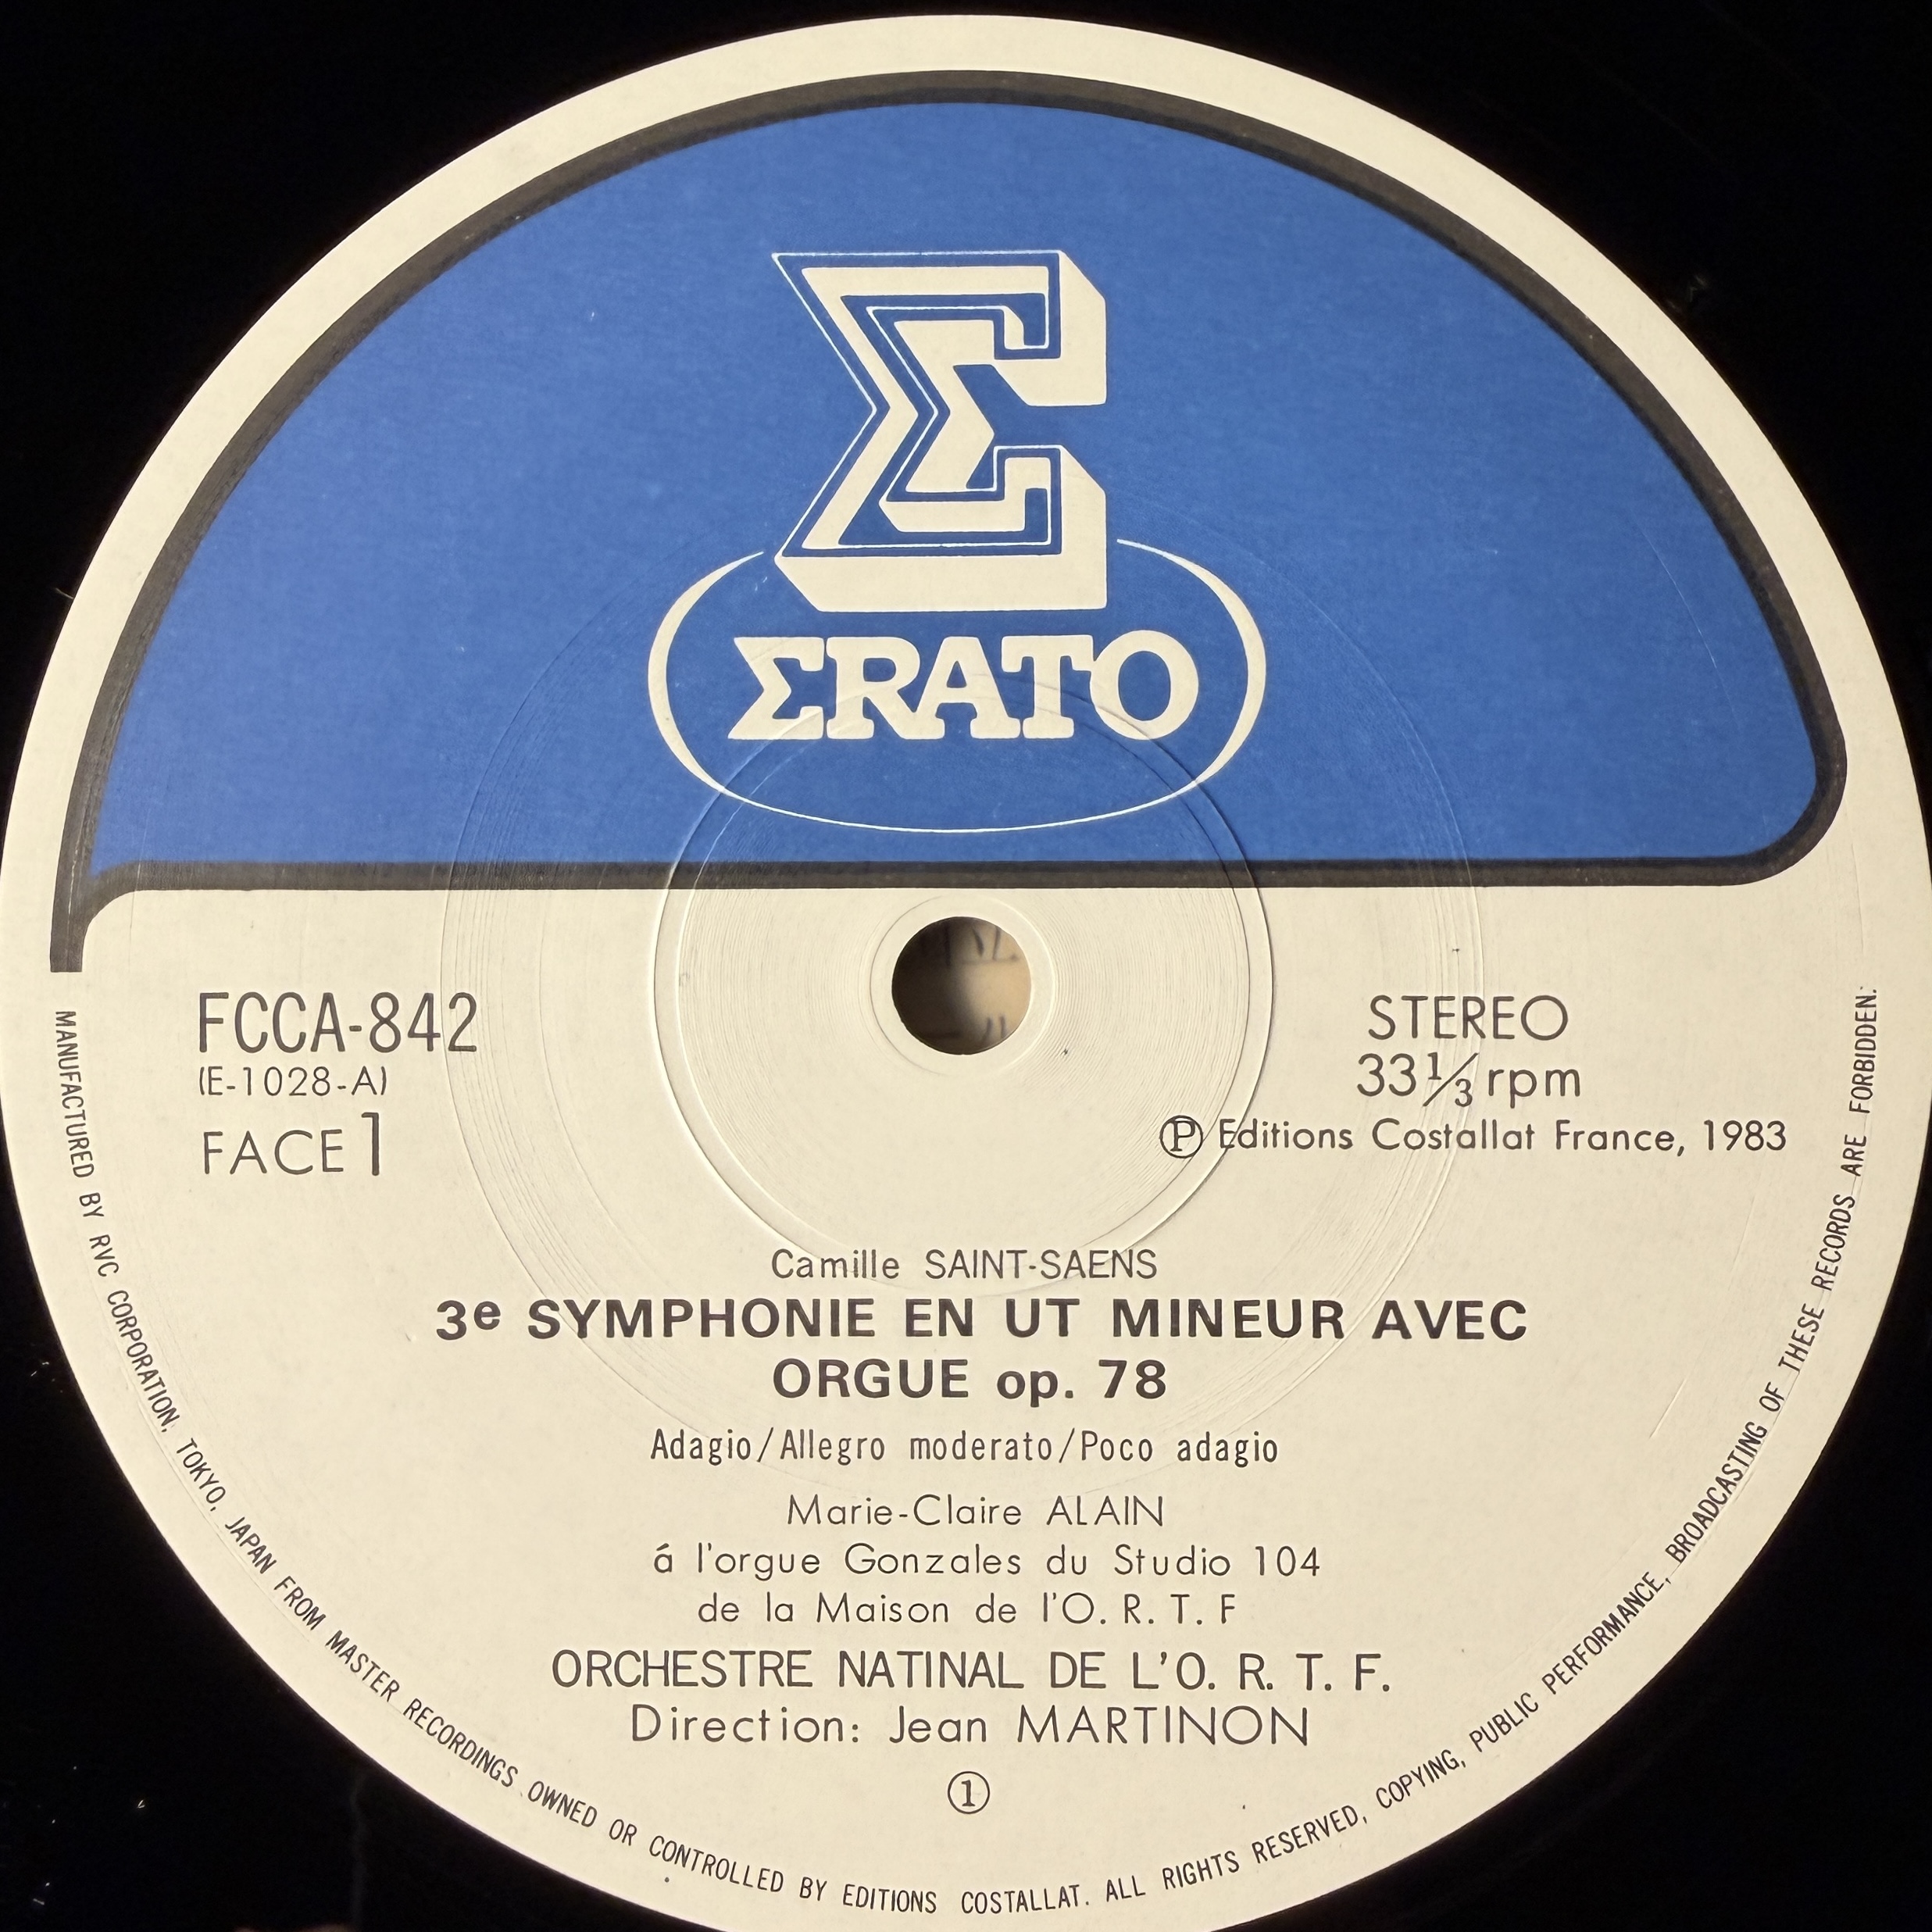 Σ
ΣRATO
FCCA-842
(E-1028-A)
FACE 1
STEREO
33⅓ rpm
Ⓟ Editions Costallat France, 1983
Camille SAINT-SAENS
3e SYMPHONIE EN UT MINEUR AVEC
ORGUE op. 78
Adagio/Allegro moderato/Poco adagio
Marie-Claire ALAIN
á l'orgue Gonzales du Studio 104
de la Maison de l'O. R. T. F
ORCHESTRE NATINAL DE L'O. R. T. F.
Direction: Jean MARTINON
①
MANUFACTURED BY RVC CORPORATION, TOKYO, JAPAN FROM MASTER RECORDINGS OWNED OR CONTROLLED BY EDITIONS COSTALLAT. ALL RIGHTS RESERVED, COPYING, PUBLIC PERFORMANCE, BROADCASTING OF THESE RECORDS ARE FORBIDDEN.